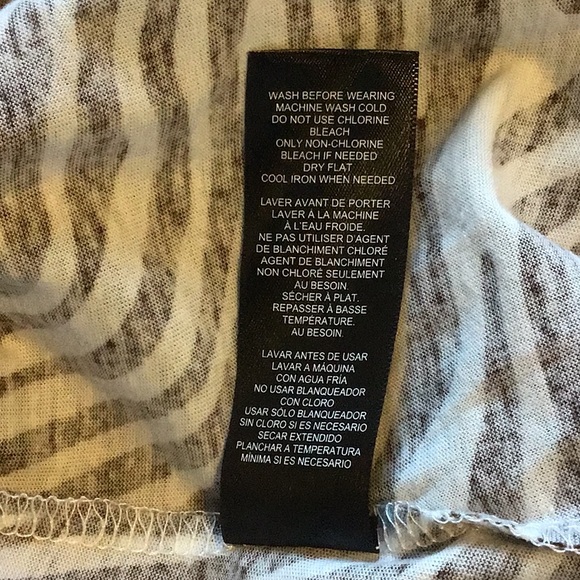 WASH BEFORE WEARING
MACHINE WASH COLD
DO NOT USE CHLORINE
BLEACH
ONLY NON-CHLORINE
BLEACH IF NEEDED
DRY FLAT
COOL IRON WHEN NEEDED
LAVER AVANT DE PORTER
LAVER À LA MACHINE
À L'EAU FROIDE.
NE PAS UTILISER D'AGENT
DE BLANCHIMENT CHLORÉ
AGENT DE BLANCHIMENT
NON CHLORÉ SEULEMENT
AU BESOIN.
SÉCHER À PLAT.
REPASSER À BASSE
TEMPÉRATURE.
AU BESOIN.
LAVAR ANTES DE USAR
LAVAR A MÁQUINA
CON AGUA FRÍA
NO USAR BLANQUEADOR
CON CLORO
USAR SÓLO BLANQUEADOR
SIN CLORO SI ES NECESARIO
SECAR EXTENDIDO
PLANCHAR A TEMPERATURA
MÍNIMA SI ES NECESARIO